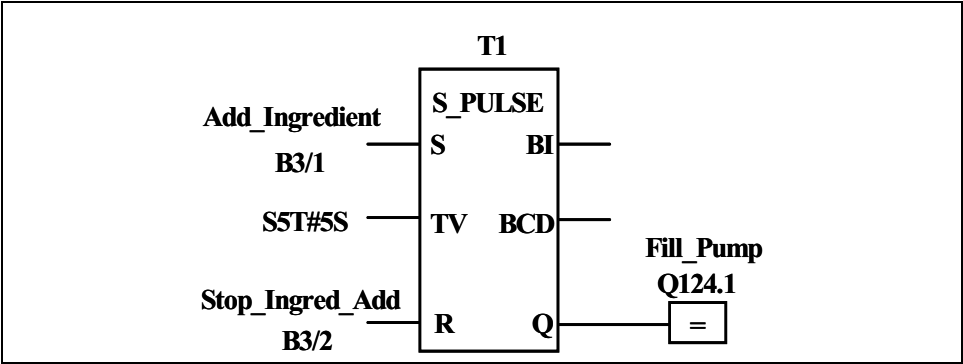 T1
S_PULSE
Add_Ingredient
B3/1
S BI
S5T#5S
TV BCD
Fill_Pump
Q124.1
=
Stop_Ingred_Add
B3/2
R Q